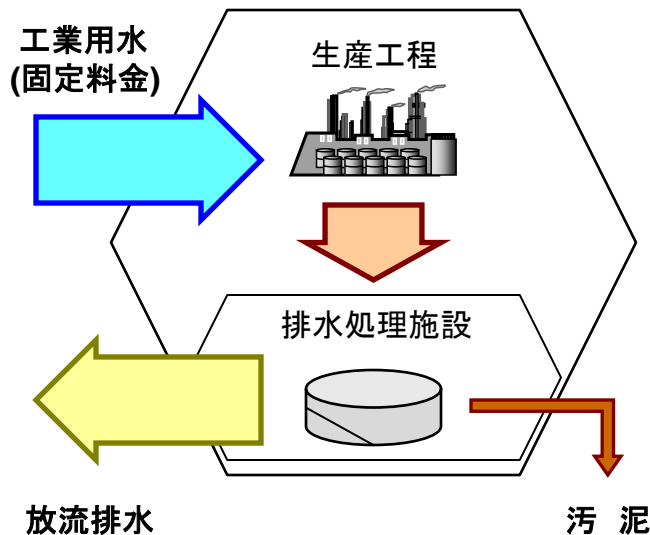 工業用水
(固定料金)
生産工程
排水処理施設
放流排水
汚 泥